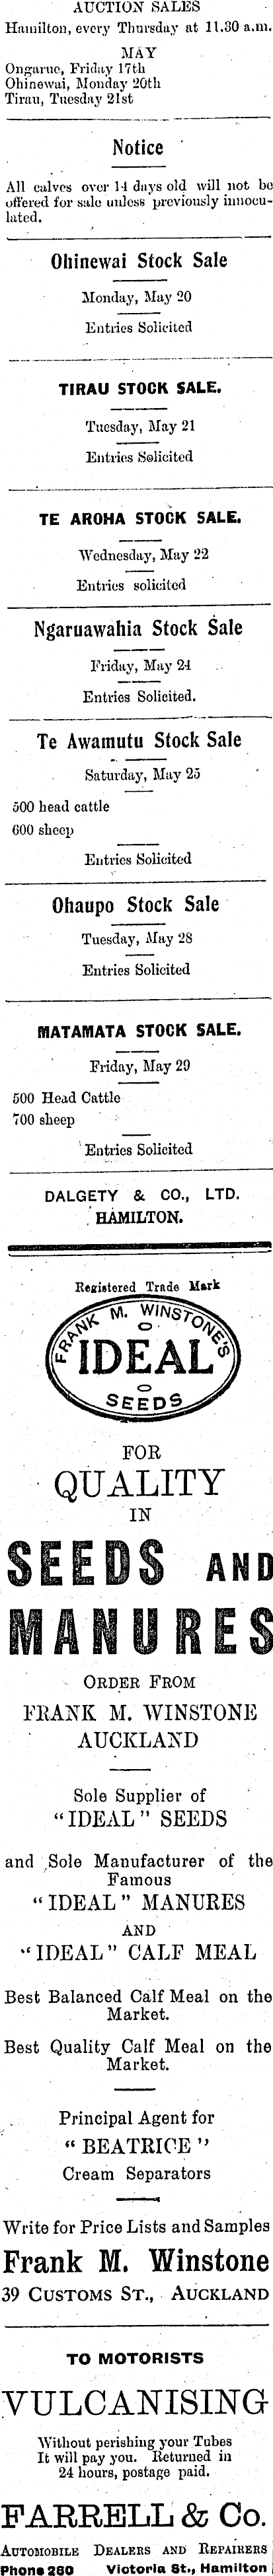 AUCTION SALES
Hamilton, every Thursday at 11.30 a.m.
MAY
Ongarue, Friday 17th
Ohinewai, Monday 20th
Tirau, Tuesday 21st
Notice
All calves over 14 days old will not be
offered for sale unless previously innocu-
lated.
Ohinewai Stock Sale
Monday, May 20
Entries Solicited
TIRAU STOCK SALE.
Tuesday, May 21
Entries Solicited
TE AROHA STOCK SALE.
Wednesday, May 22
Entries solicited
Ngaruawahia Stock Sale
Friday, May 24
Entries Solicited.
Te Awamutu Stock Sale
Saturday, May 25
500 head cattle
600 sheep
Entries Solicited
Ohaupo Stock Sale
Tuesday, May 28
Entries Solicited
MATAMATA STOCK SALE.
Friday, May 29
500 Head Cattle
700 sheep
Entries Solicited
DALGETY & CO., LTD.
HAMILTON.
Registered Trade Mark
FRANK M. WINSTONE'S
IDEAL
SEEDS
FOR
QUALITY
IN
SEEDS AND
MANURES
ORDER FROM
FRANK M. WINSTONE
AUCKLAND
Sole Supplier of
"IDEAL" SEEDS
and Sole Manufacturer of the
Famous
"IDEAL" MANURES
AND
"IDEAL" CALF MEAL
Best Balanced Calf Meal on the
Market.
Best Quality Calf Meal on the
Market.
Principal Agent for
"BEATRICE"
Cream Separators
Write for Price Lists and Samples
Frank M. Winstone
39 CUSTOMS ST., AUCKLAND
TO MOTORISTS
VULCANISING
Without perishing your Tubes
It will pay you. Returned in
24 hours, postage paid.
FARRELL & Co.
AUTOMOBILE DEALERS AND REPAIRERS
Phone 280 Victoria St., Hamilton